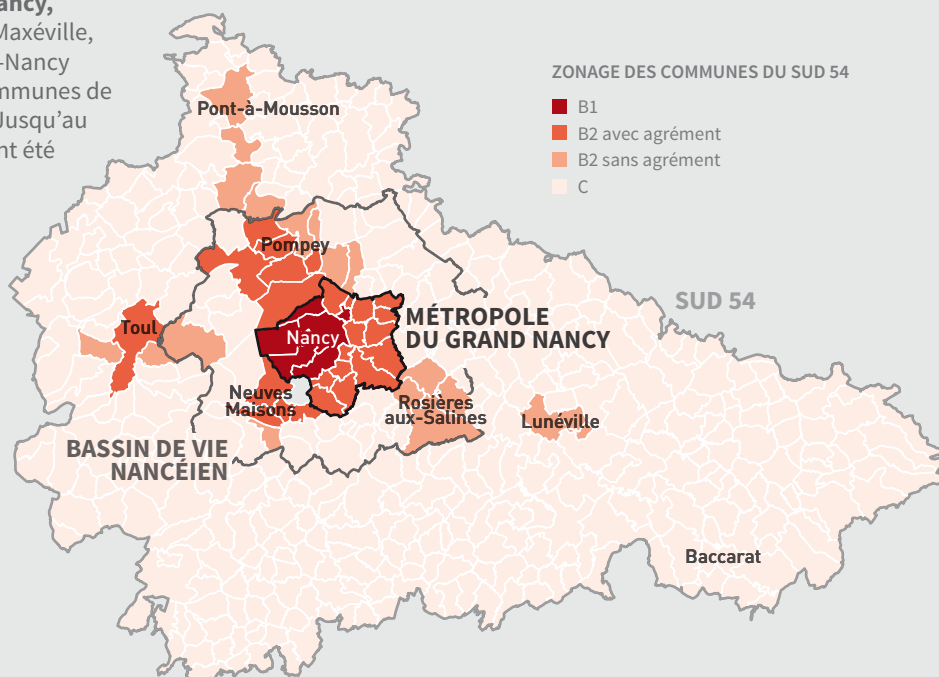 ancy,
Maxéville,
-Nancy
mmunes de
Jusqu'au
nt été
ZONAGE DES COMMUNES DU SUD 54
B1
B2 avec agrément
B2 sans agrément
C
Pont-à-Mousson
Pompey
SUD 54
Toul
MÉTROPOLE
DU GRAND NANCY
Nancy
Neuves
Maisons
Rosières
aux-Salines
Lunéville
BASSIN DE VIE
NANCÉIEN
Baccarat